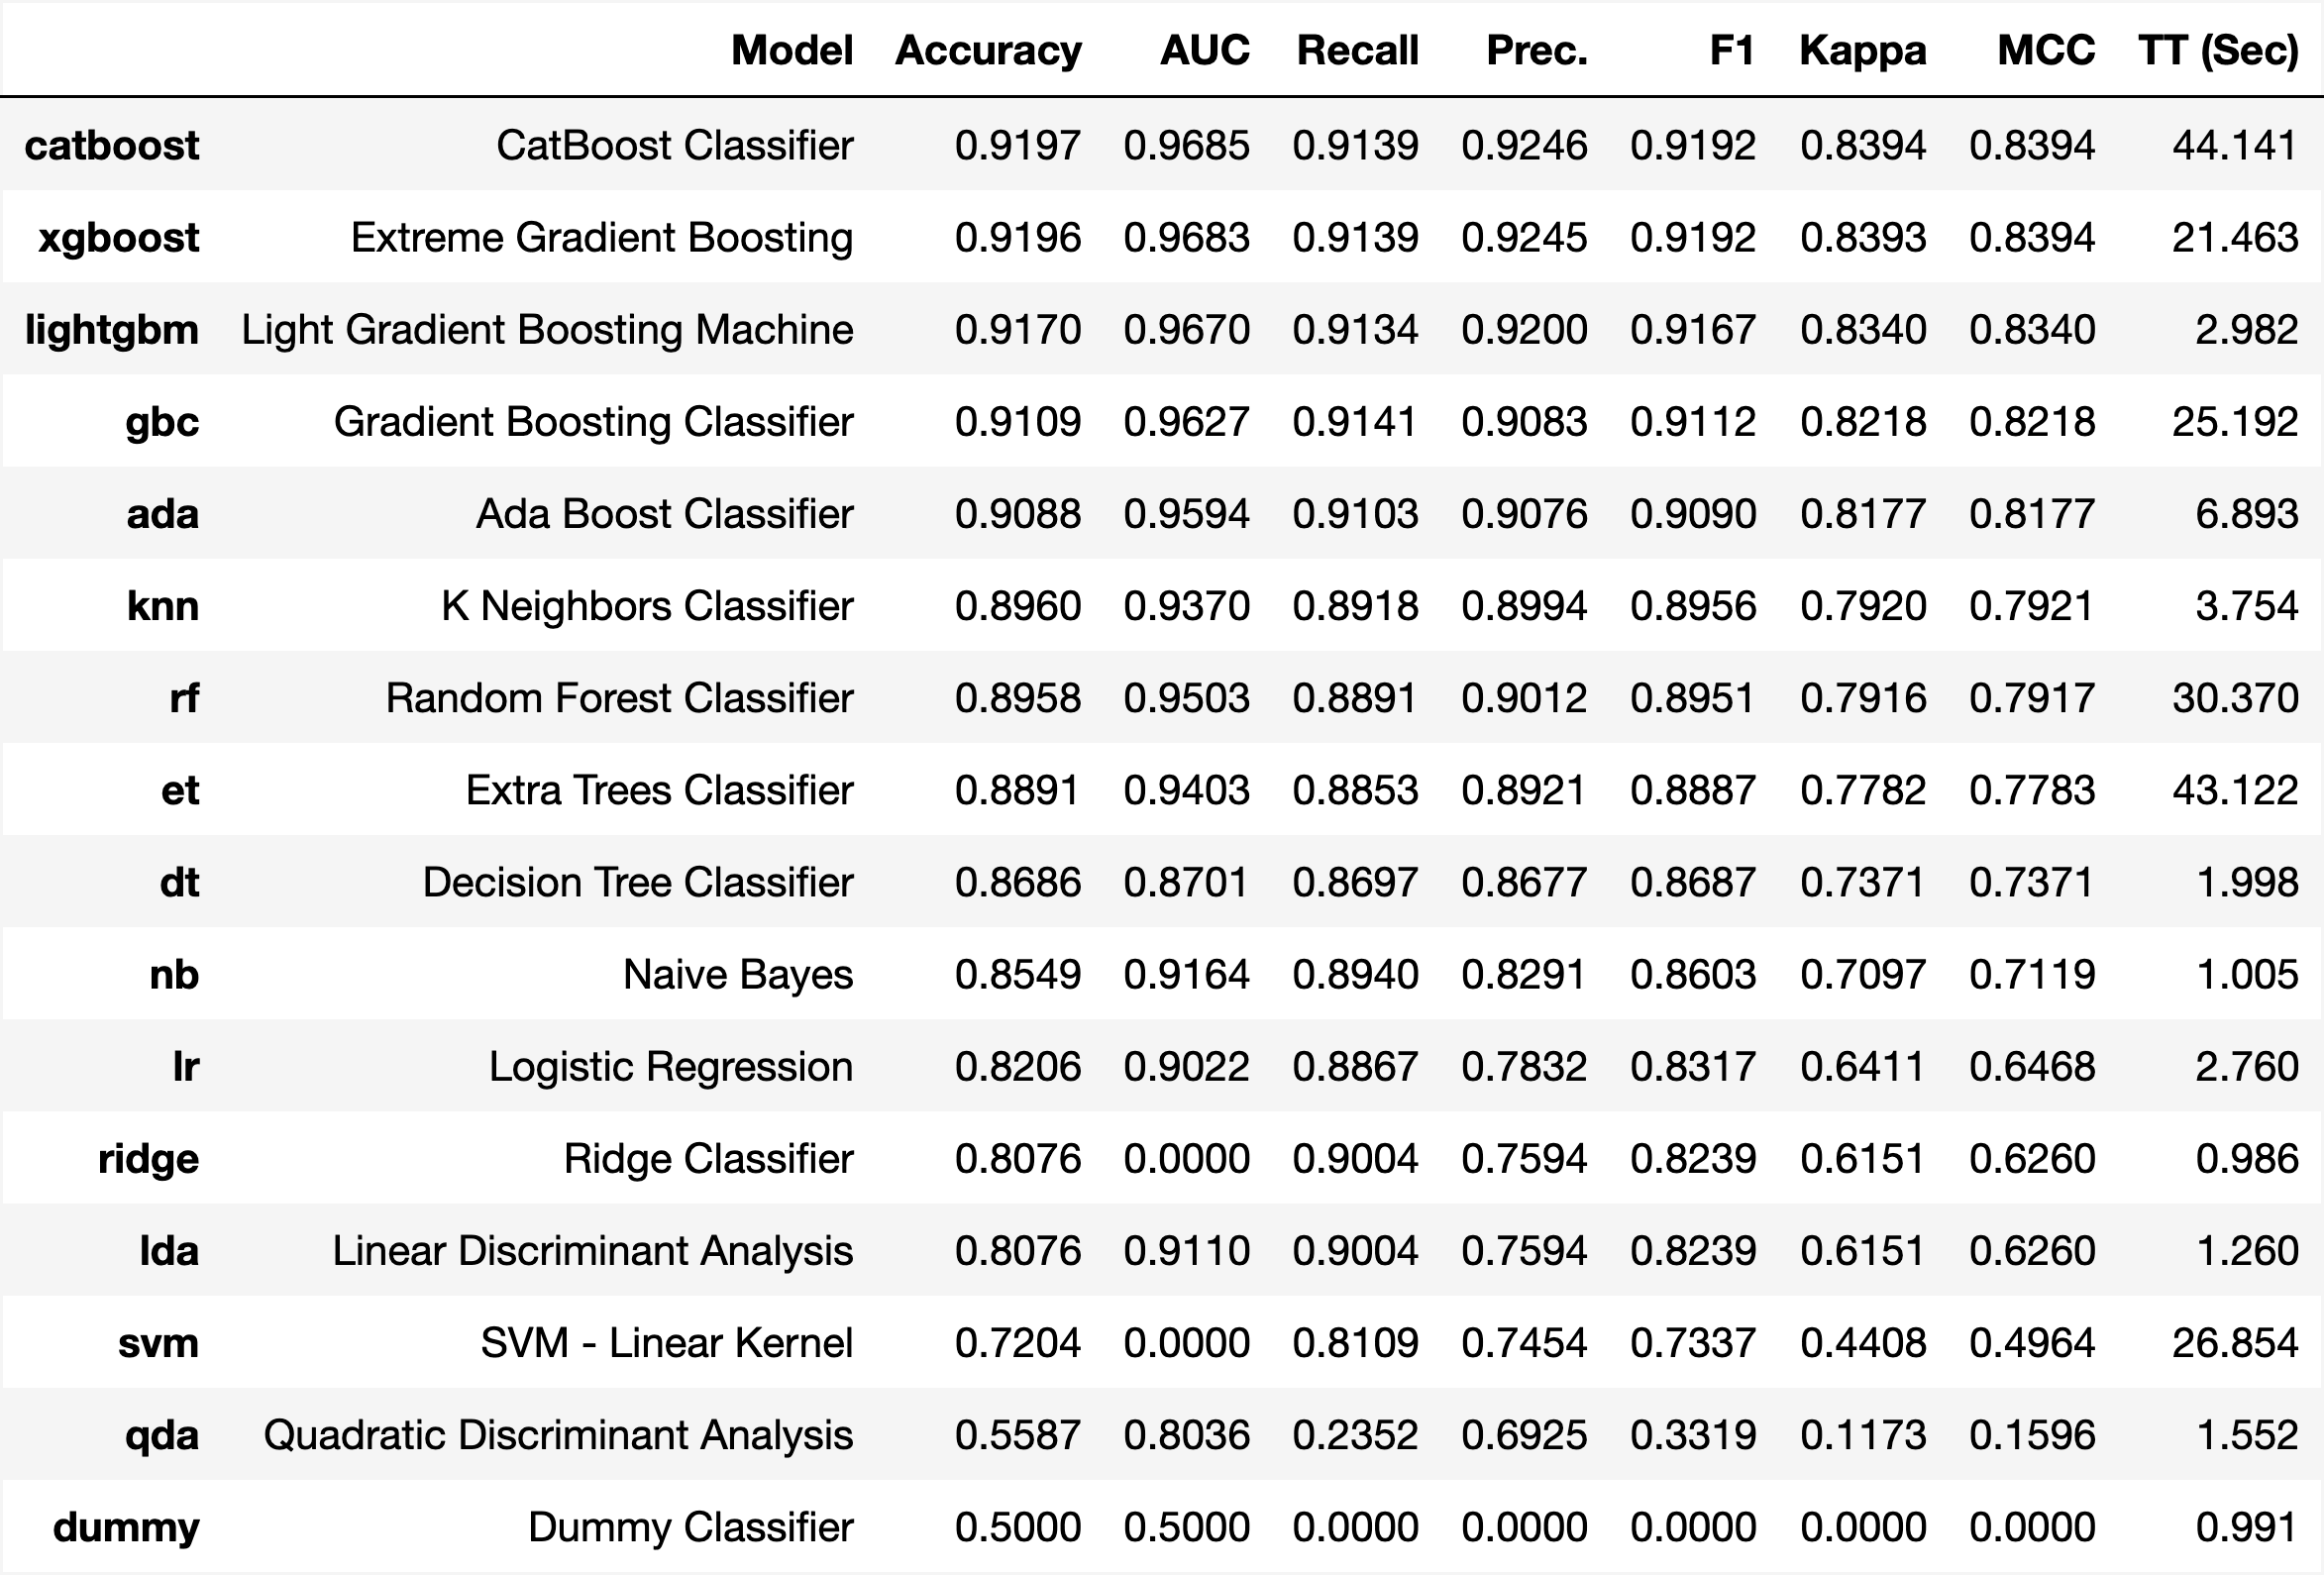 Model Accuracy AUC Recall Prec. F1 Kappa MCC TT (Sec)
catboost CatBoost Classifier 0.9197 0.9685 0.9139 0.9246 0.9192 0.8394 0.8394 44.141
xgboost Extreme Gradient Boosting 0.9196 0.9683 0.9139 0.9245 0.9192 0.8393 0.8394 21.463
lightgbm Light Gradient Boosting Machine 0.9170 0.9670 0.9134 0.9200 0.9167 0.8340 0.8340 2.982
gbc Gradient Boosting Classifier 0.9109 0.9627 0.9141 0.9083 0.9112 0.8218 0.8218 25.192
ada Ada Boost Classifier 0.9088 0.9594 0.9103 0.9076 0.9090 0.8177 0.8177 6.893
knn K Neighbors Classifier 0.8960 0.9370 0.8918 0.8994 0.8956 0.7920 0.7921 3.754
rf Random Forest Classifier 0.8958 0.9503 0.8891 0.9012 0.8951 0.7916 0.7917 30.370
et Extra Trees Classifier 0.8891 0.9403 0.8853 0.8921 0.8887 0.7782 0.7783 43.122
dt Decision Tree Classifier 0.8686 0.8701 0.8697 0.8677 0.8687 0.7371 0.7371 1.998
nb Naive Bayes 0.8549 0.9164 0.8940 0.8291 0.8603 0.7097 0.7119 1.005
lr Logistic Regression 0.8206 0.9022 0.8867 0.7832 0.8317 0.6411 0.6468 2.760
ridge Ridge Classifier 0.8076 0.0000 0.9004 0.7594 0.8239 0.6151 0.6260 0.986
lda Linear Discriminant Analysis 0.8076 0.9110 0.9004 0.7594 0.8239 0.6151 0.6260 1.260
svm SVM - Linear Kernel 0.7204 0.0000 0.8109 0.7454 0.7337 0.4408 0.4964 26.854
qda Quadratic Discriminant Analysis 0.5587 0.8036 0.2352 0.6925 0.3319 0.1173 0.1596 1.552
dummy Dummy Classifier 0.5000 0.5000 0.0000 0.0000 0.0000 0.0000 0.0000 0.991